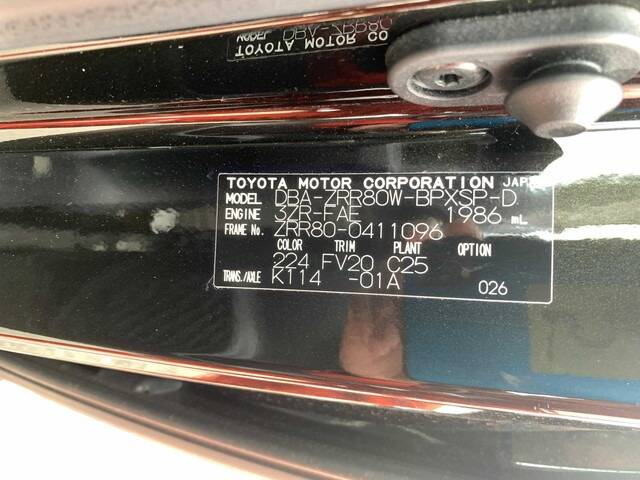 MODEL DBA-ZRR80
TOYOTA MOTOR CO
TOYOTA MOTOR CORPORATION JAPAN
MODEL DBA-ZRR80W-BPXSP-D
ENGINE 3ZR-FAE 1986 mL
FRAME No. ZRR80-0411096
COLOR TRIM PLANT OPTION
224 FV20 C25
TRANS./AXLE K114 -01A 026